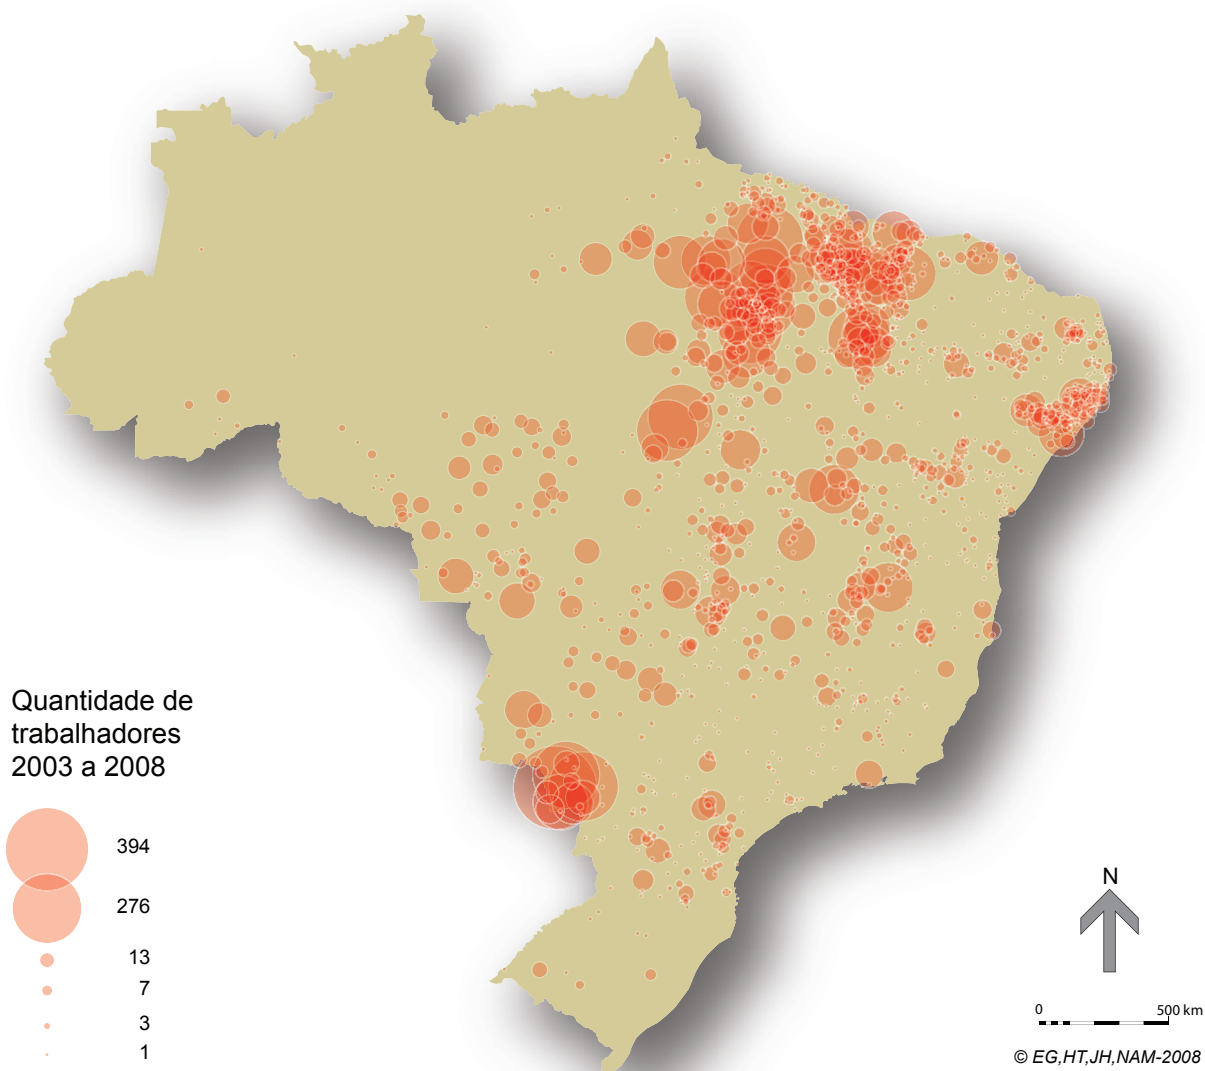 Quantidade de
trabalhadores
2003 a 2008
394
276
13
7
3
1
N
0 500 km
© EG,HT,JH,NAM-2008